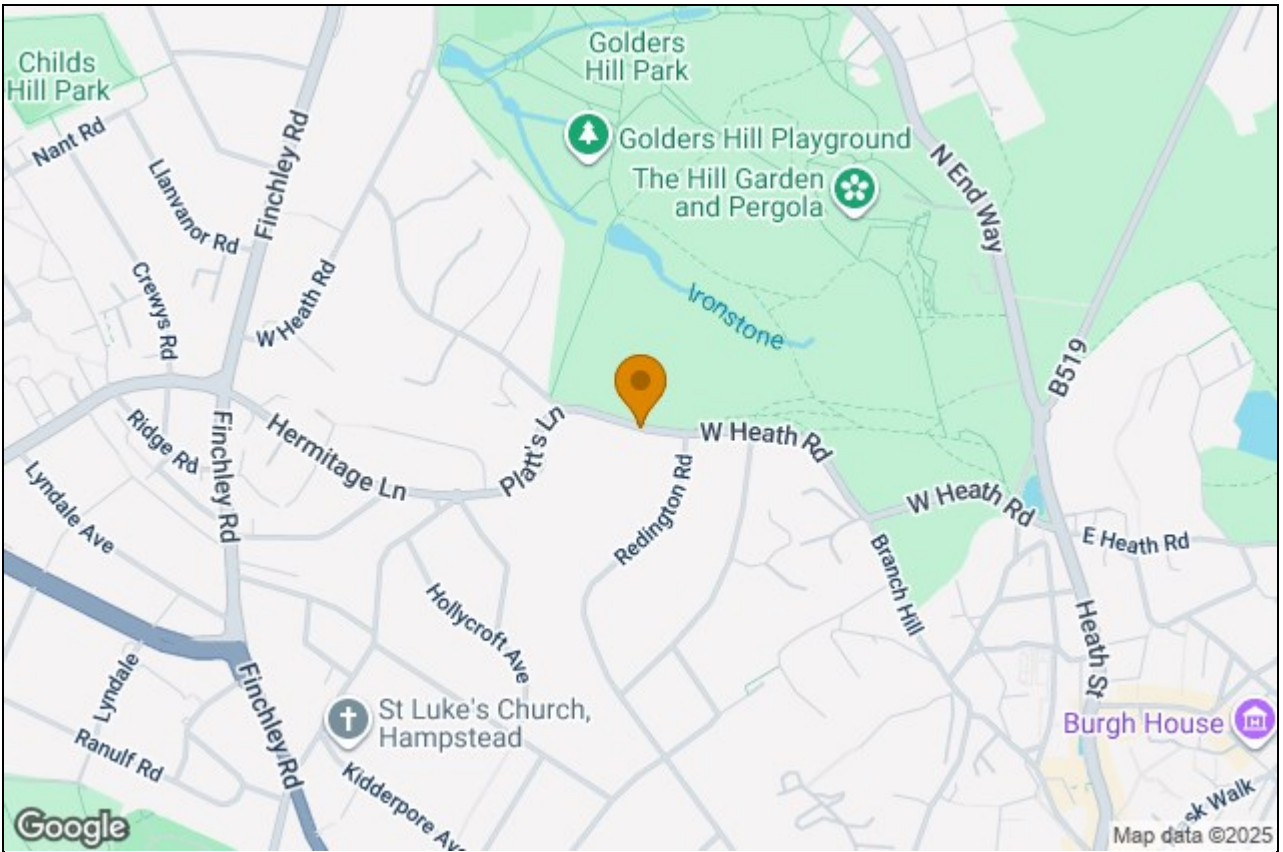 Golders
Hill Park
Childs
Hill Park
Nant Rd
Finchley Rd
Golders Hill Playground
The Hill Garden
and Pergola
N End Way
Llanvanor Rd
Crewys Rd
W Heath Rd
Ironstone
B519
Platt's Ln
W Heath Rd
Ridge Rd
Finchley Rd
Hermitage Ln
Redington Rd
W Heath Rd
Lyndale Ave
Branch Hill
E Heath Rd
Hollycroft Ave
Heath St
Lyndale
Finchley Rd
St Luke's Church,
Hampstead
Burgh House
Ranulf Rd
Kidderpore Av
sk Walk
Google
Map data ©2025